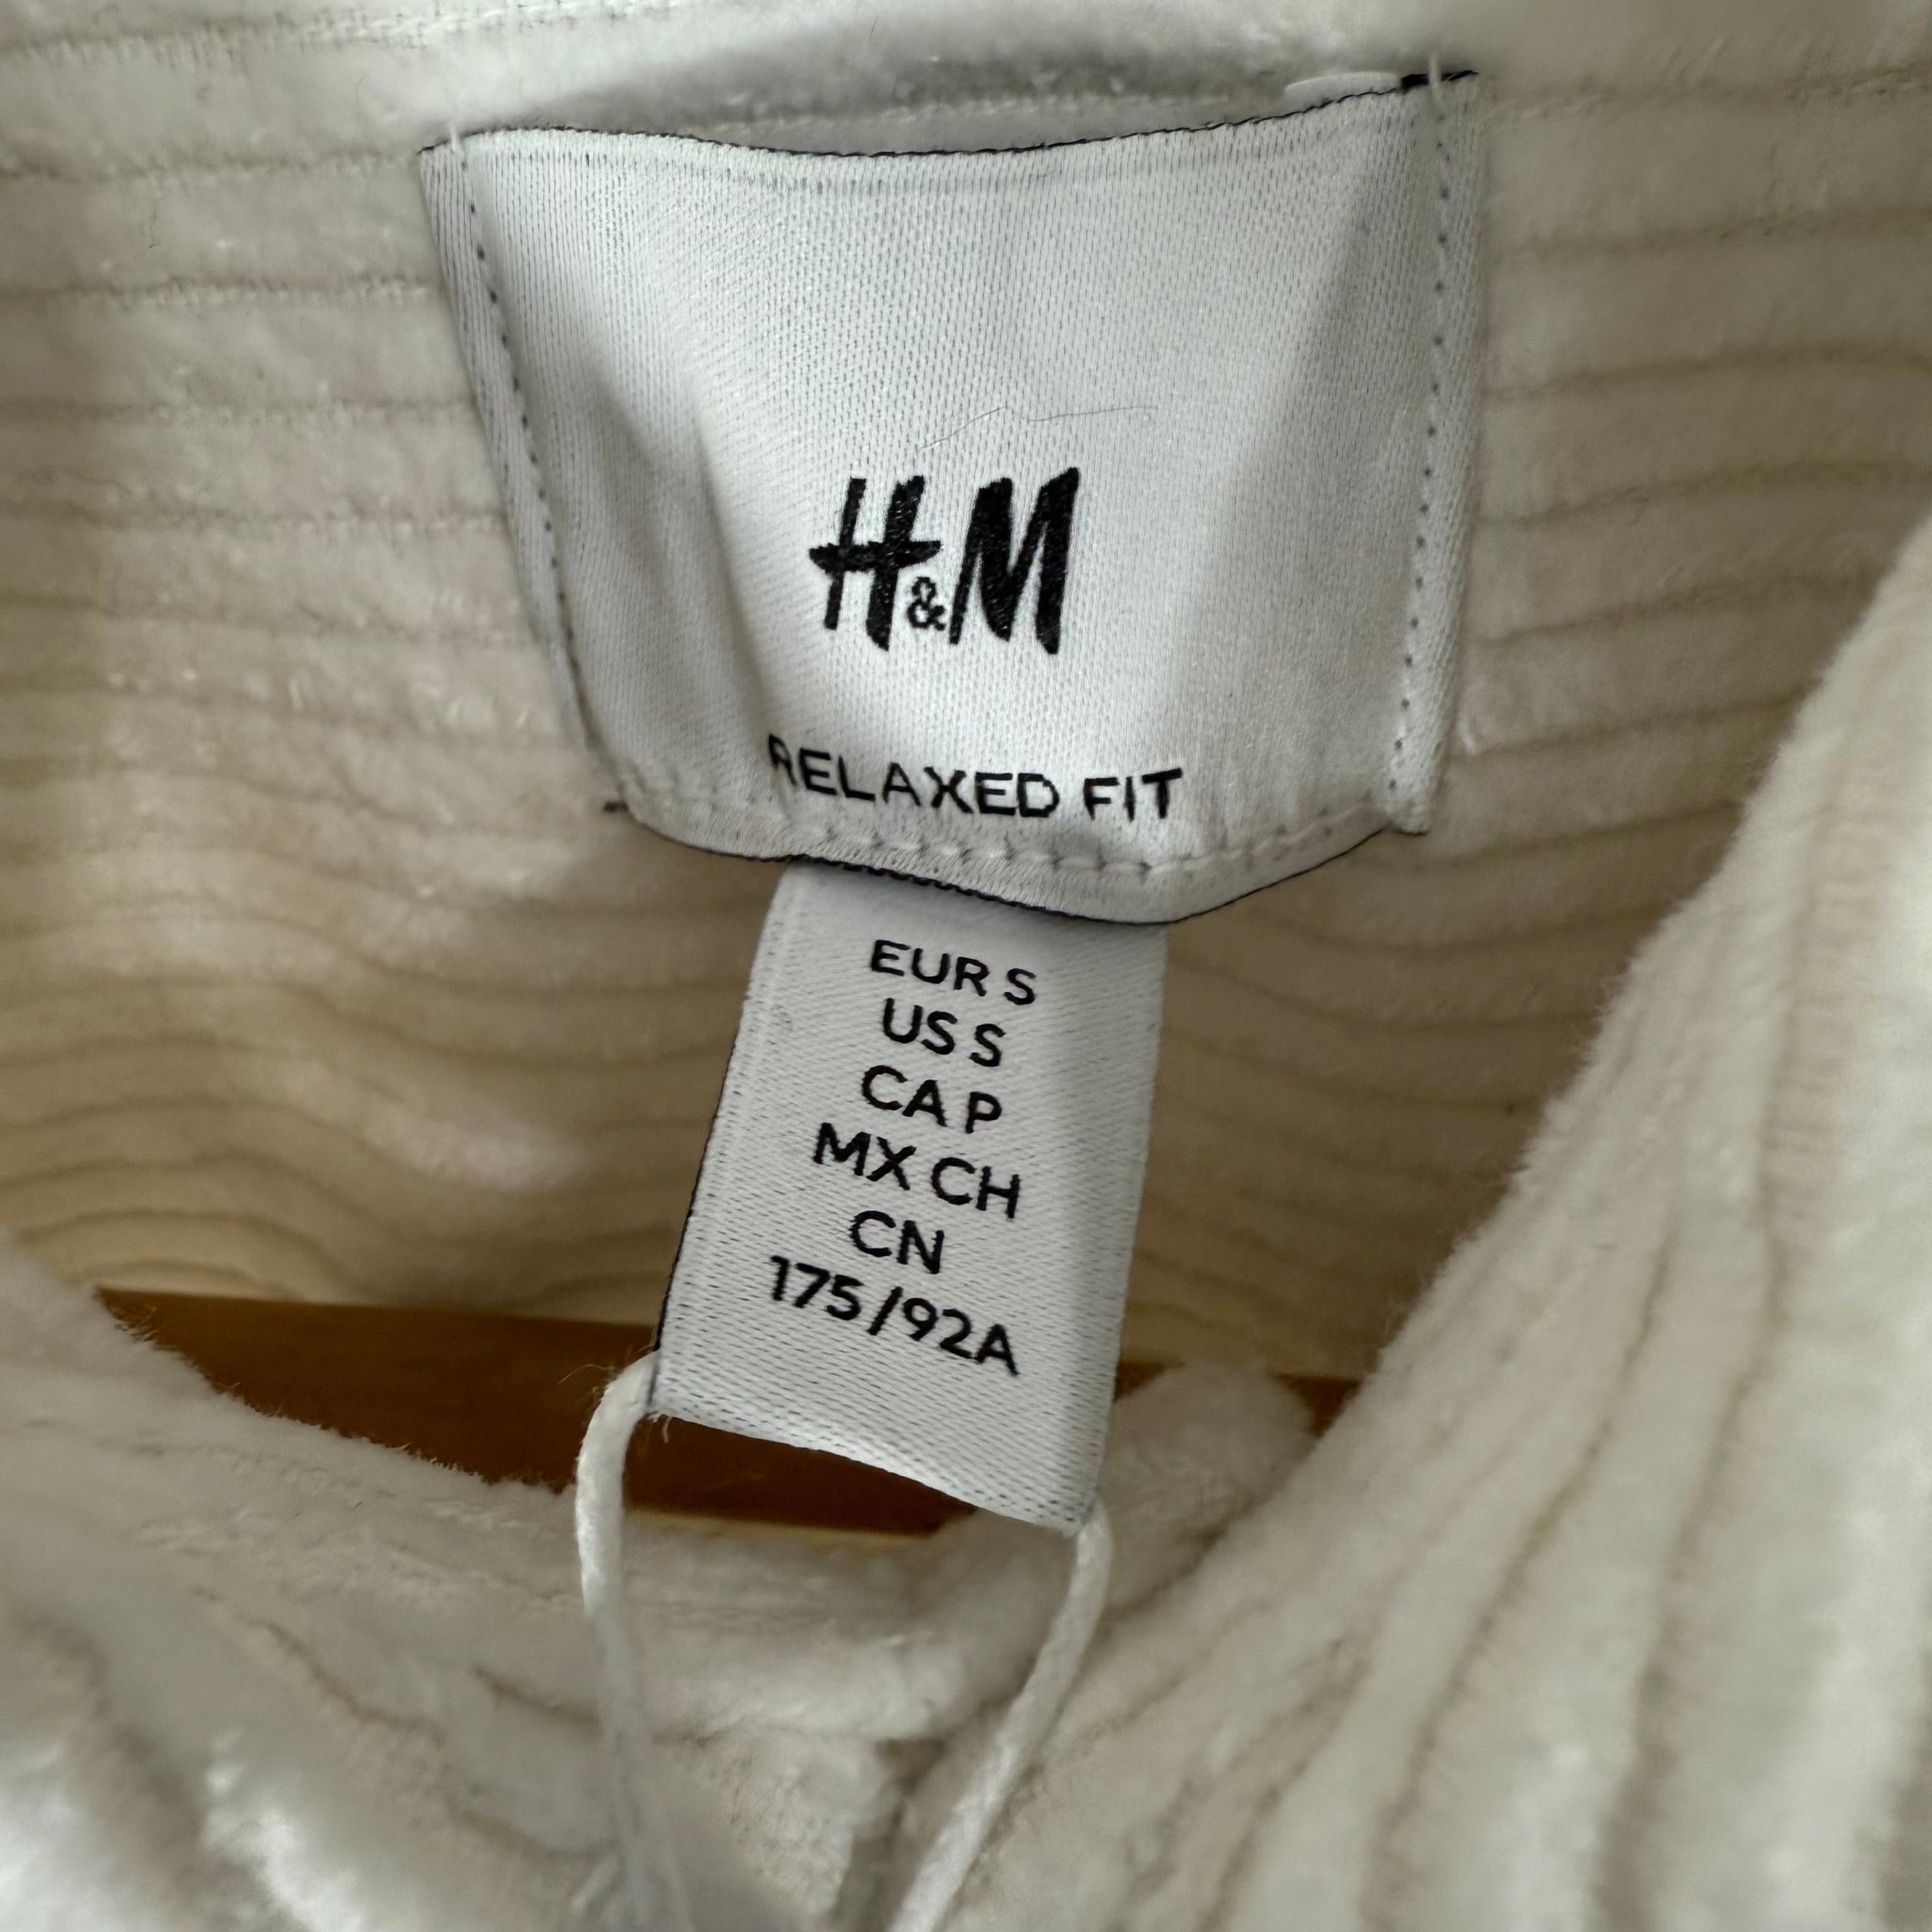 H&M
RELAXED FIT
EUR S
US S
CA P
MX CH
CN
175/92A